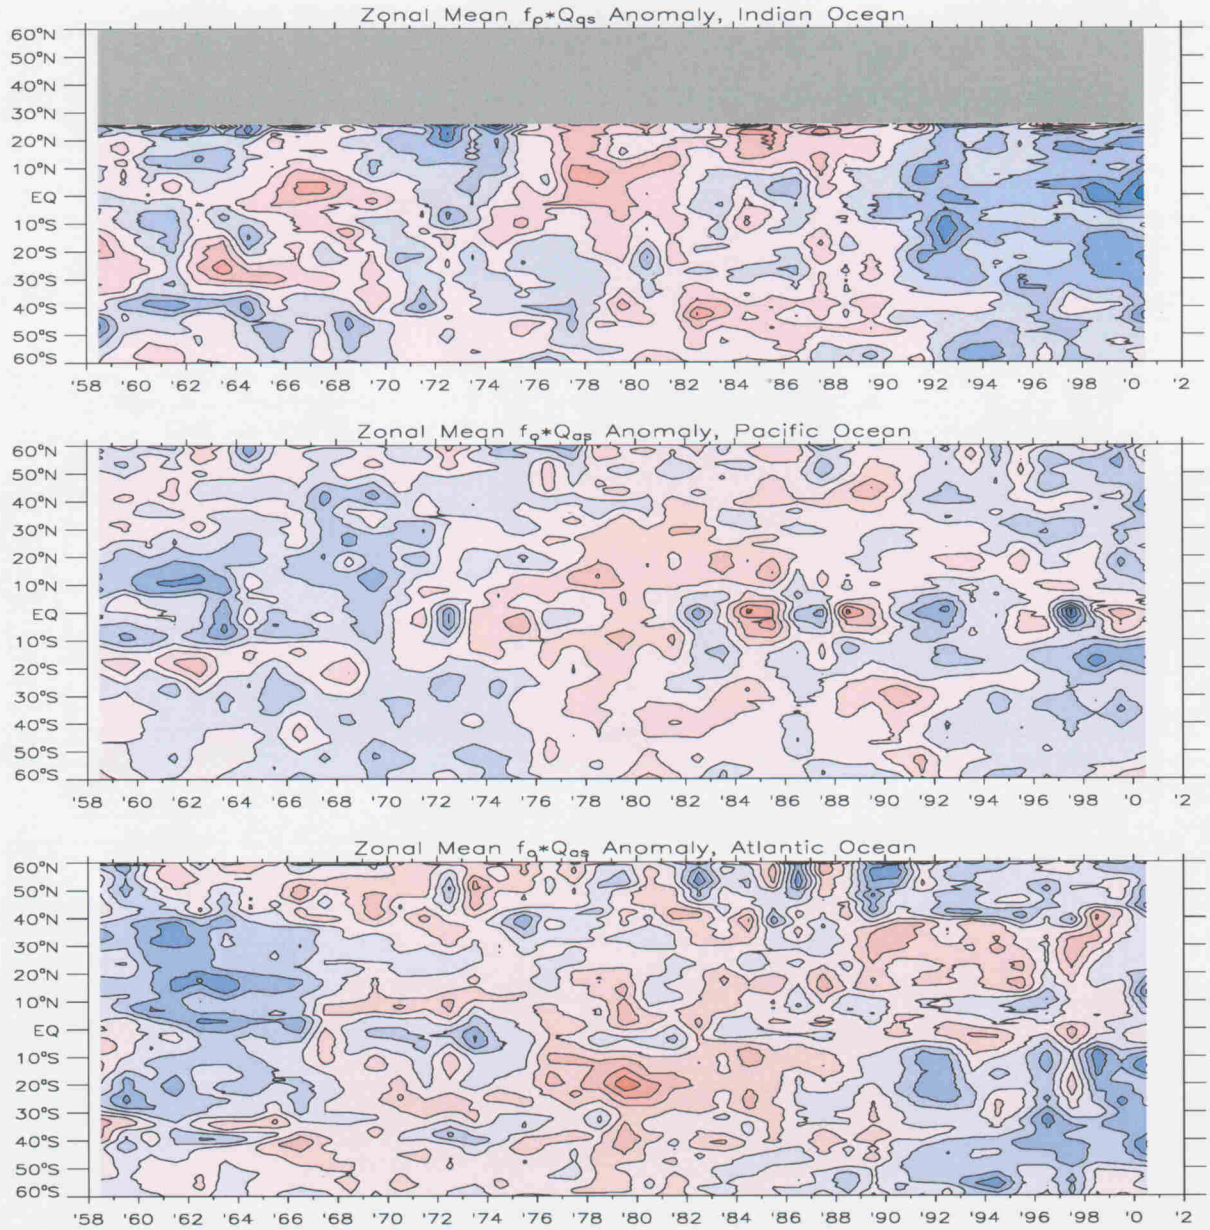 Zonal Mean fρ*Qas Anomaly, Indian Ocean
60°N
50°N
40°N
30°N
20°N
10°N
EQ
10°S
20°S
30°S
40°S
50°S
60°S
'58 '60 '62 '64 '66 '68 '70 '72 '74 '76 '78 '80 '82 '84 '86 '88 '90 '92 '94 '96 '98 '0 '2
Zonal Mean fo*Qas Anomaly, Pacific Ocean
60°N
50°N
40°N
30°N
20°N
10°N
EQ
10°S
20°S
30°S
40°S
50°S
60°S
'58 '60 '62 '64 '66 '68 '70 '72 '74 '76 '78 '80 '82 '84 '86 '88 '90 '92 '94 '96 '98 '0 '2
Zonal Mean fo*Qas Anomaly, Atlantic Ocean
60°N
50°N
40°N
30°N
20°N
10°N
EQ
10°S
20°S
30°S
40°S
50°S
60°S
'58 '60 '62 '64 '66 '68 '70 '72 '74 '76 '78 '80 '82 '84 '86 '88 '90 '92 '94 '96 '98 '0 '2